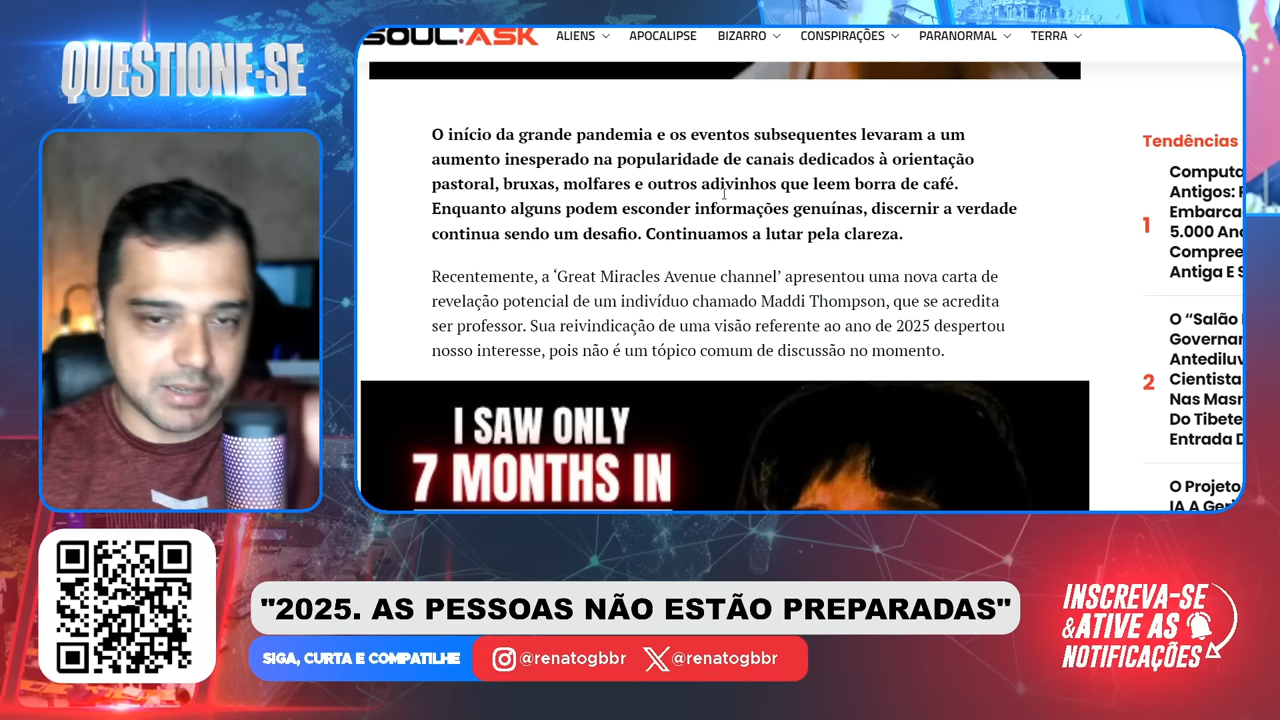 QUESTIONE-SE
SOUL:ASK
ALIENS
APOCALIPSE
BIZARRO
CONSPIRAÇÕES
PARANORMAL
TERRA
O início da grande pandemia e os eventos subsequentes levaram a um
aumento inesperado na popularidade de canais dedicados à orientação
pastoral, bruxas, molfares e outros adivinhos que leem borra de café.
Enquanto alguns podem esconder informações genuínas, discernir a verdade
continua sendo um desafio. Continuamos a lutar pela clareza.
Recentemente, a ‘Great Miracles Avenue channel’ apresentou uma nova carta de
revelação potencial de um indivíduo chamado Maddi Thompson, que se acredita
ser professor. Sua reivindicação de uma visão referente ao ano de 2025 despertou
nosso interesse, pois não é um tópico comum de discussão no momento.
I SAW ONLY
7 MONTHS IN
Tendências
1
Computa
Antigos:
Embarca
5.000 An
Compree
Antiga E S
2
O “Salão
Governar
Antediluv
Cientista
Nas Mas
Do Tibete
Entrada D
O Projeto
IA A Ger
"2025. AS PESSOAS NÃO ESTÃO PREPARADAS"
SIGA, CURTA E COMPATILHE
@renatogbbr
@renatogbbr
INSCREVA-SE
&ATIVE AS
NOTIFICAÇÕES